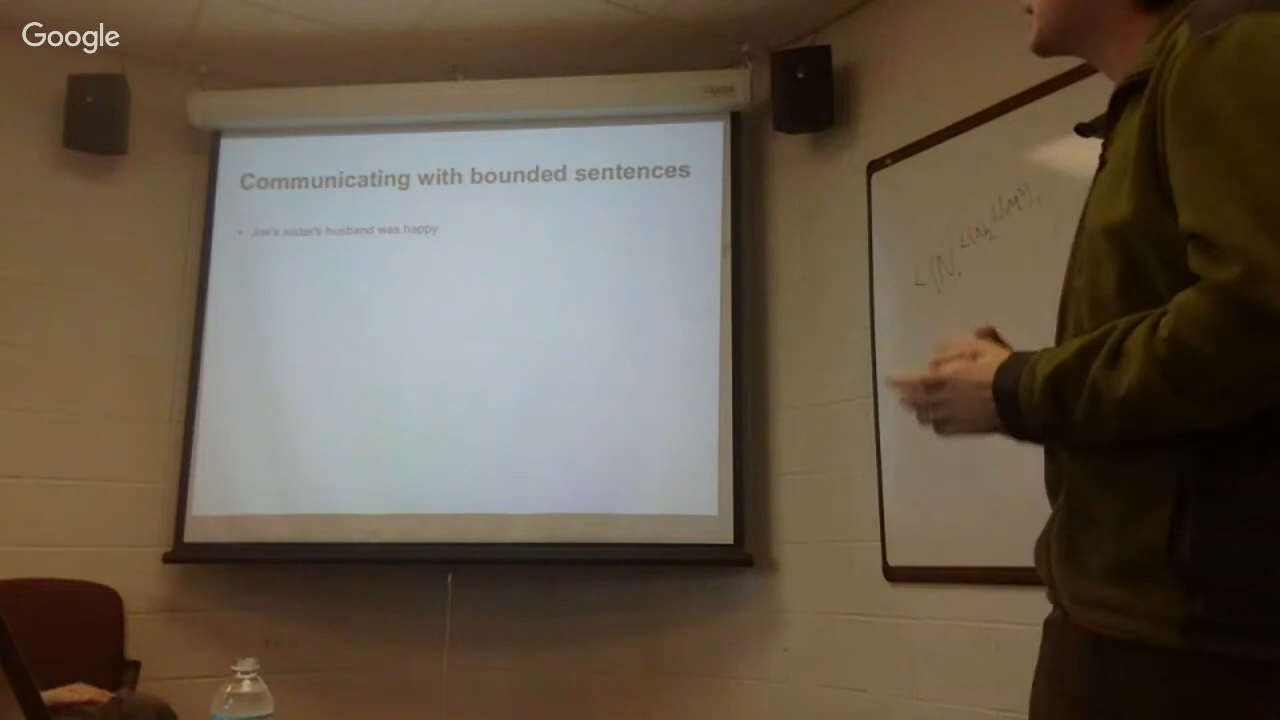 Google
Communicating with bounded sentences
• Joe's sister's husband was happy